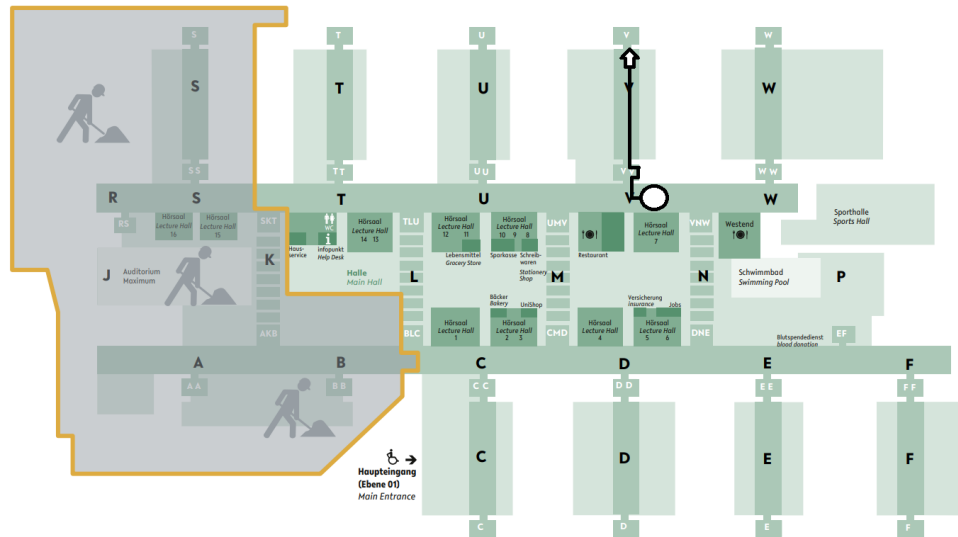 S
T
U
V
W
S
T
U
V
W
SS
TT
UU
V
WW
R
S
T
U
V
W
RS
Hörsaal
Lecture Hall
16
Hörsaal
Lecture Hall
15
SKT
WC
Haus-
service
infopunkt
Help Desk
Hörsaal
Lecture Hall
14 13
TLU
Hörsaal
Lecture Hall
12 11
Lebensmittel
Grocery Store
Hörsaal
Lecture Hall
10 9 8
Sparkasse
Schreib-
waren
Stationery
Shop
UMV
Restaurant
Hörsaal
Lecture Hall
7
VNW
Westend
Sporthalle
Sports Hall
J
Auditorium
Maximum
K
Halle
Main Hall
L
M
N
Schwimmbad
Swimming Pool
P
AKB
BLC
Hörsaal
Lecture Hall
1
Bäcker
Bakery
UniShop
Hörsaal
Lecture Hall
2 3
CMD
Hörsaal
Lecture Hall
4
Versicherung
insurance
Jobs
Hörsaal
Lecture Hall
5 6
DNE
Blutspendedienst
blood donation
EF
A
B
C
D
E
F
AA
BB
CC
DD
EE
FF
C
D
E
F
Haupteingang
(Ebene 01)
Main Entrance
C
D
E
F